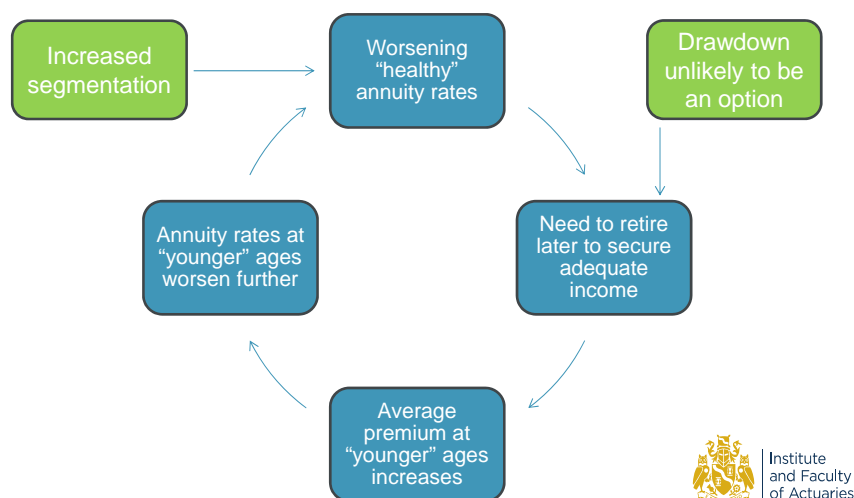 Increased
segmentation
Worsening
“healthy”
annuity rates
Drawdown
unlikely to be
an option
Annuity rates at
“younger” ages
worsen further
Need to retire
later to secure
adequate
income
Average
premium at
“younger” ages
increases
Institute
and Faculty
of Actuaries